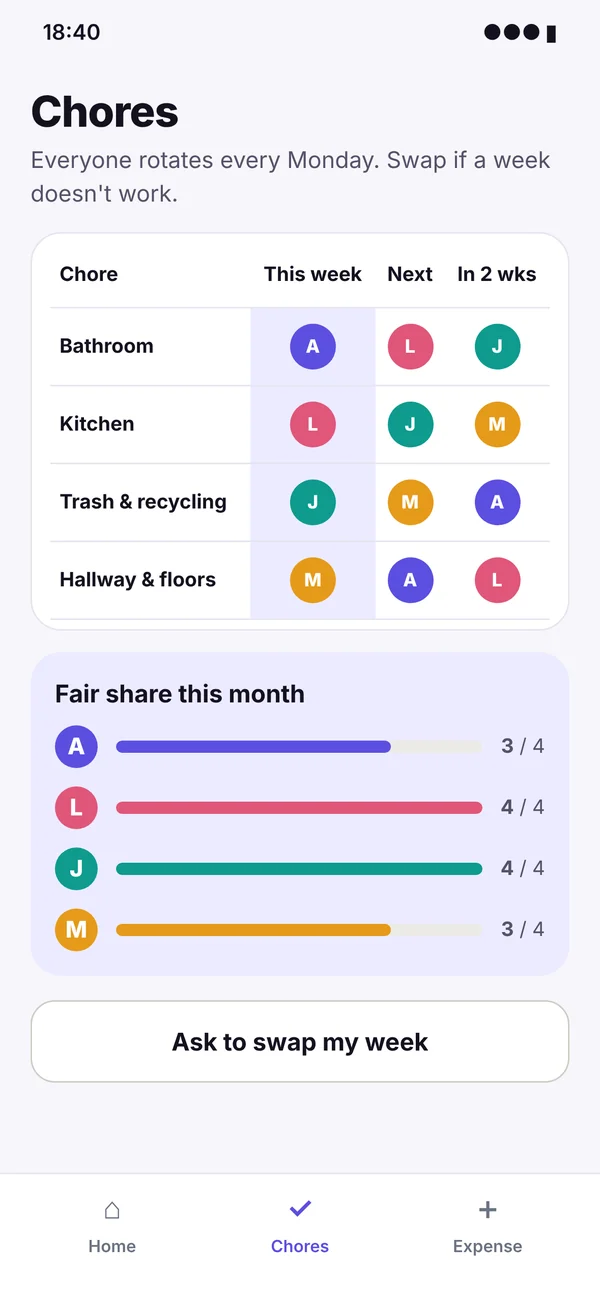 18:40
Chores
Everyone rotates every Monday. Swap if a week
doesn't work.
Chore This week Next In 2 wks
Bathroom A L J
Kitchen L J M
Trash & recycling J M A
Hallway & floors M A L
Fair share this month
A 3 / 4
L 4 / 4
J 4 / 4
M 3 / 4
Ask to swap my week
Home Chores Expense